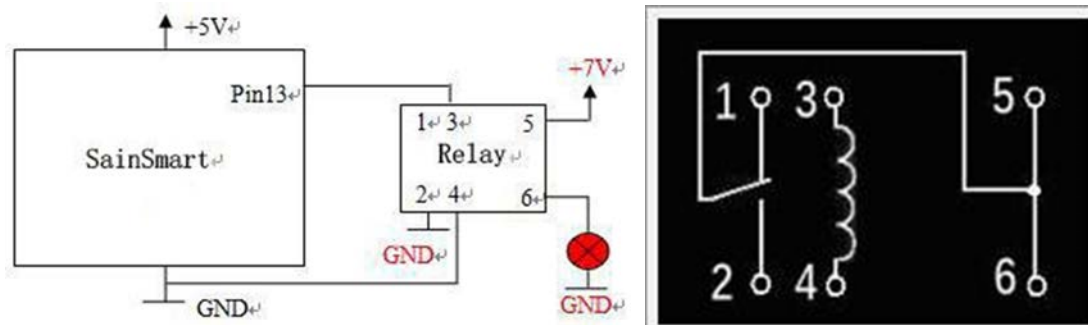 +5V
Pin13
SainSmart
GND
+7V
1 3 5
Relay
2 4 6
GND
GND
1 3 5
2 4 6